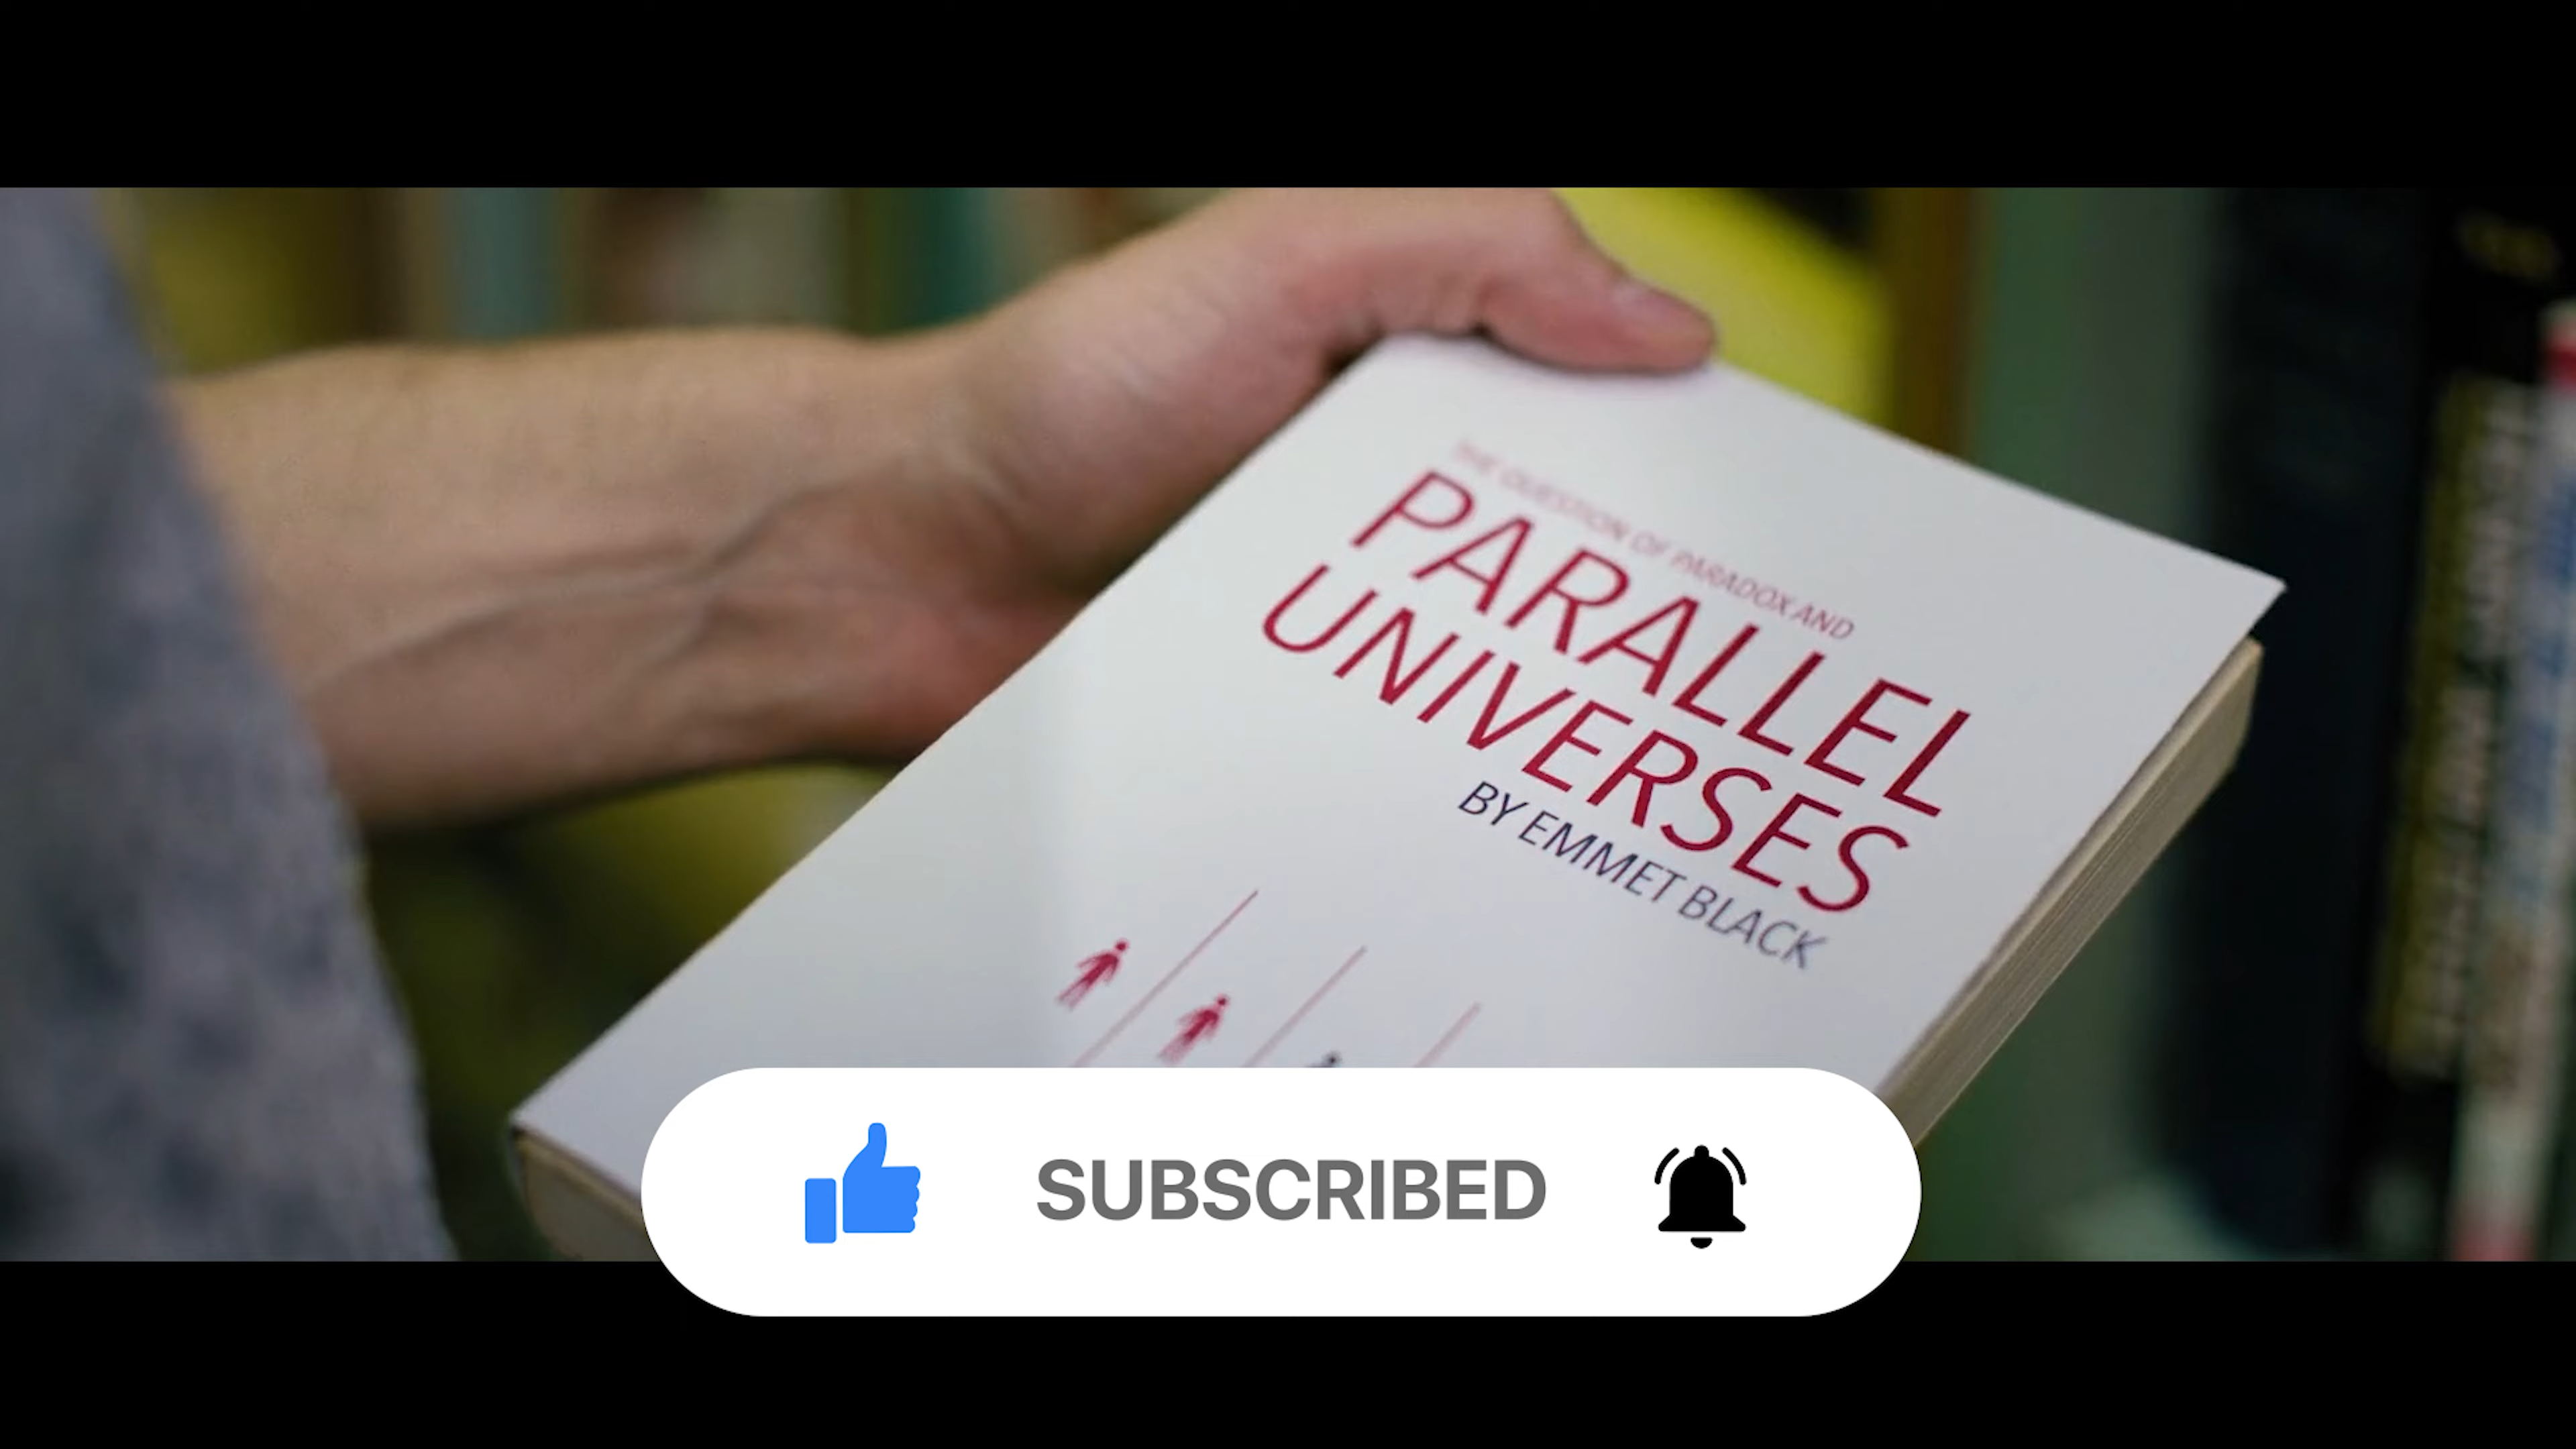 THE QUESTION OF PARADOX AND
PARALLEL
UNIVERSES
BY EMMET BLACK
SUBSCRIBED